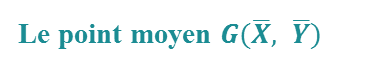 Le point moyen G(X̅, Y̅)